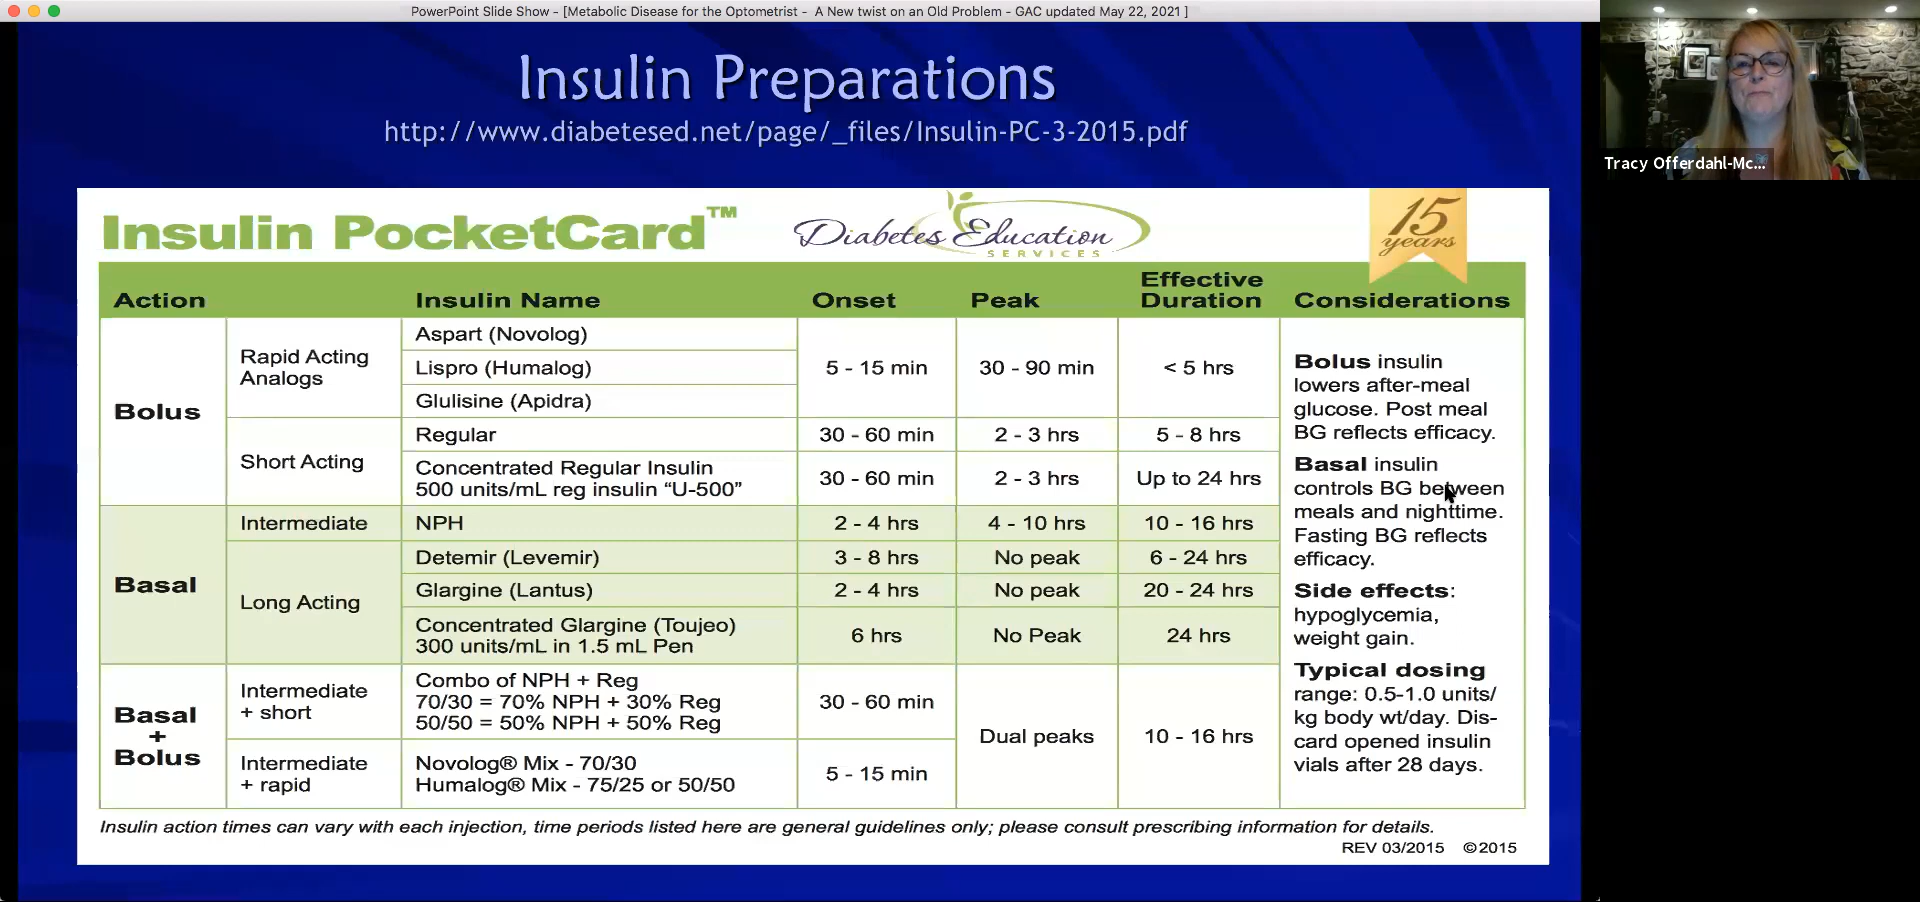 PowerPoint Slide Show - [Metabolic Disease for the Optometrist - A New twist on an Old Problem - GAC updated May 22, 2021 ]
Insulin Preparations
http://www.diabetesed.net/page/_files/Insulin-PC-3-2015.pdf
Tracy Offerdahl-Mc...
Insulin PocketCard™
Diabetes Education
SERVICES
15
years
Action
Insulin Name
Onset
Peak
Effective
Duration
Considerations
Bolus
Rapid Acting
Analogs
Aspart (Novolog)
Lispro (Humalog)
Glulisine (Apidra)
5 - 15 min
30 - 90 min
< 5 hrs
Short Acting
Regular
30 - 60 min
2 - 3 hrs
5 - 8 hrs
Concentrated Regular Insulin
500 units/mL reg insulin “U-500”
30 - 60 min
2 - 3 hrs
Up to 24 hrs
Basal
Intermediate
NPH
2 - 4 hrs
4 - 10 hrs
10 - 16 hrs
Long Acting
Detemir (Levemir)
3 - 8 hrs
No peak
6 - 24 hrs
Glargine (Lantus)
2 - 4 hrs
No peak
20 - 24 hrs
Concentrated Glargine (Toujeo)
300 units/mL in 1.5 mL Pen
6 hrs
No Peak
24 hrs
Basal
+
Bolus
Intermediate
+ short
Combo of NPH + Reg
70/30 = 70% NPH + 30% Reg
50/50 = 50% NPH + 50% Reg
30 - 60 min
Dual peaks
10 - 16 hrs
Intermediate
+ rapid
Novolog® Mix - 70/30
Humalog® Mix - 75/25 or 50/50
5 - 15 min
Bolus insulin
lowers after-meal
glucose. Post meal
BG reflects efficacy.
Basal insulin
controls BG between
meals and nighttime.
Fasting BG reflects
efficacy.
Side effects:
hypoglycemia,
weight gain.
Typical dosing
range: 0.5-1.0 units/
kg body wt/day. Dis-
card opened insulin
vials after 28 days.
Insulin action times can vary with each injection, time periods listed here are general guidelines only; please consult prescribing information for details.
REV 03/2015 ©2015